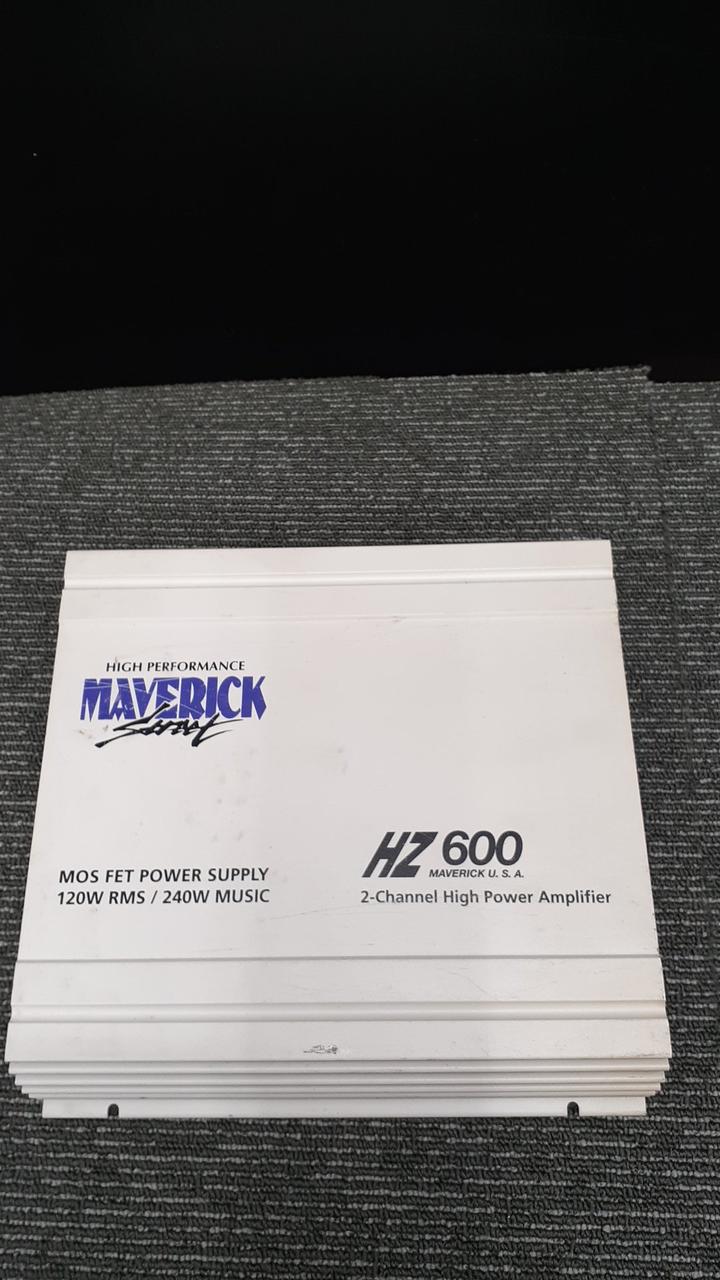 HIGH PERFORMANCE
MAVERICK
Street
MOS FET POWER SUPPLY
120W RMS / 240W MUSIC
HZ 600
MAVERICK U. S. A.
2-Channel High Power Amplifier